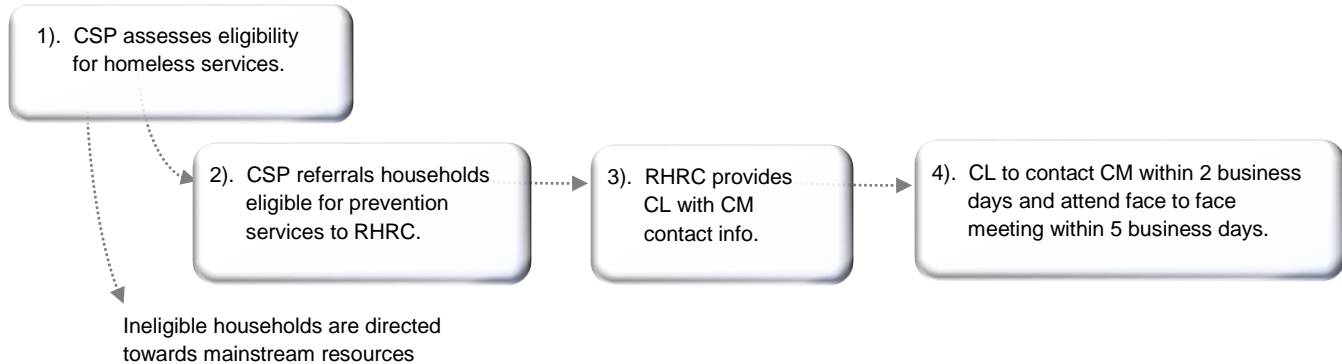 1). CSP assesses eligibility
for homeless services.
2). CSP referrals households
eligible for prevention
services to RHRC.
3). RHRC provides
CL with CM
contact info.
4). CL to contact CM within 2 business
days and attend face to face
meeting within 5 business days.
Ineligible households are directed
towards mainstream resources